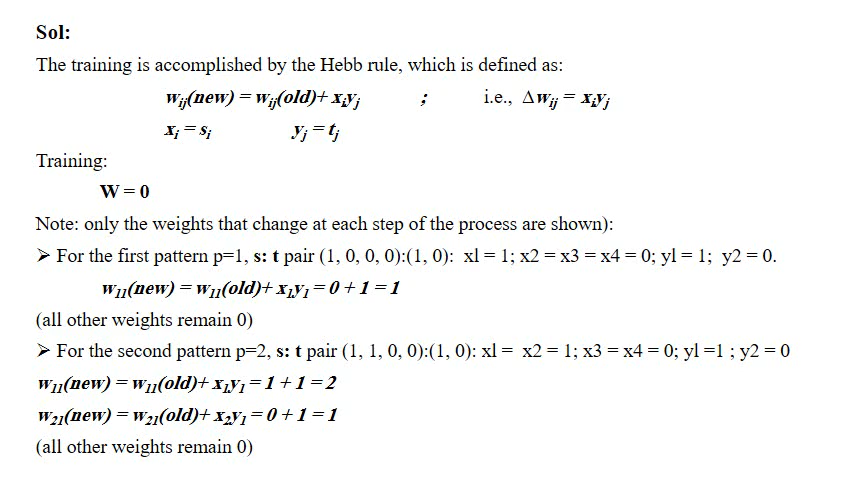 Sol:
The training is accomplished by the Hebb rule, which is defined as:
wij(new) = wij(old)+ xiyj ; i.e., Δwij = xiyj
xi = si yj = tj
Training:
W = 0
Note: only the weights that change at each step of the process are shown):
➢ For the first pattern p=1, s: t pair (1, 0, 0, 0):(1, 0): xl = 1; x2 = x3 = x4 = 0; yl = 1; y2 = 0.
w11(new) = w11(old)+ x1y1 = 0 + 1 = 1
(all other weights remain 0)
➢ For the second pattern p=2, s: t pair (1, 1, 0, 0):(1, 0): xl = x2 = 1; x3 = x4 = 0; yl =1 ; y2 = 0
w11(new) = w11(old)+ x1y1 = 1 + 1 = 2
w21(new) = w21(old)+ x2y1 = 0 + 1 = 1
(all other weights remain 0)